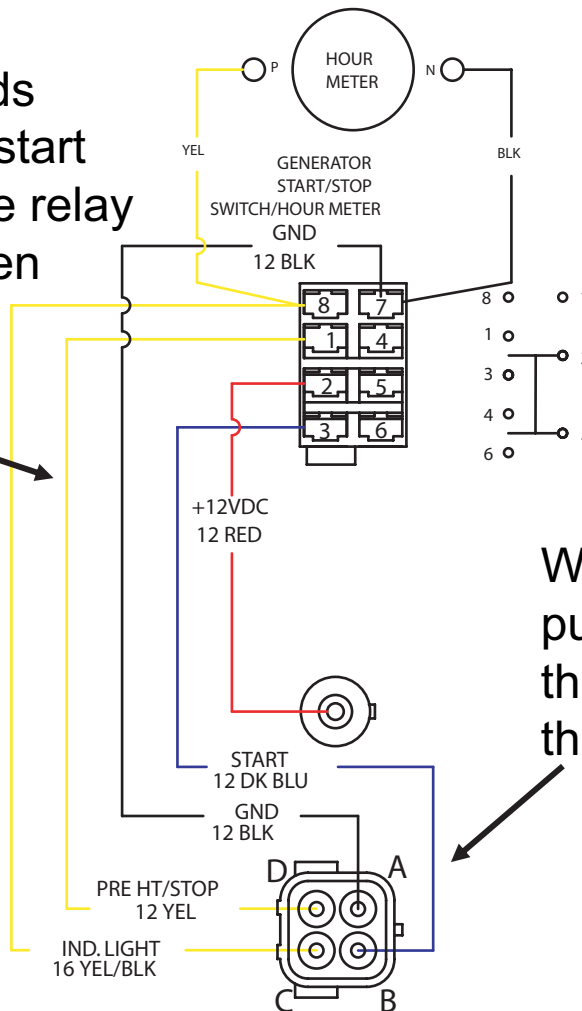 HOUR
METER
P
N
ds
start
e relay
en
YEL
BLK
GENERATOR
START/STOP
SWITCH/HOUR METER
GND
12 BLK
8 7
1 4
2 5
3 6
8
1
3
4
6
+12VDC
12 RED
W
pu
th
th
START
12 DK BLU
GND
12 BLK
D A
PRE HT/STOP
12 YEL
IND. LIGHT
16 YEL/BLK
C B